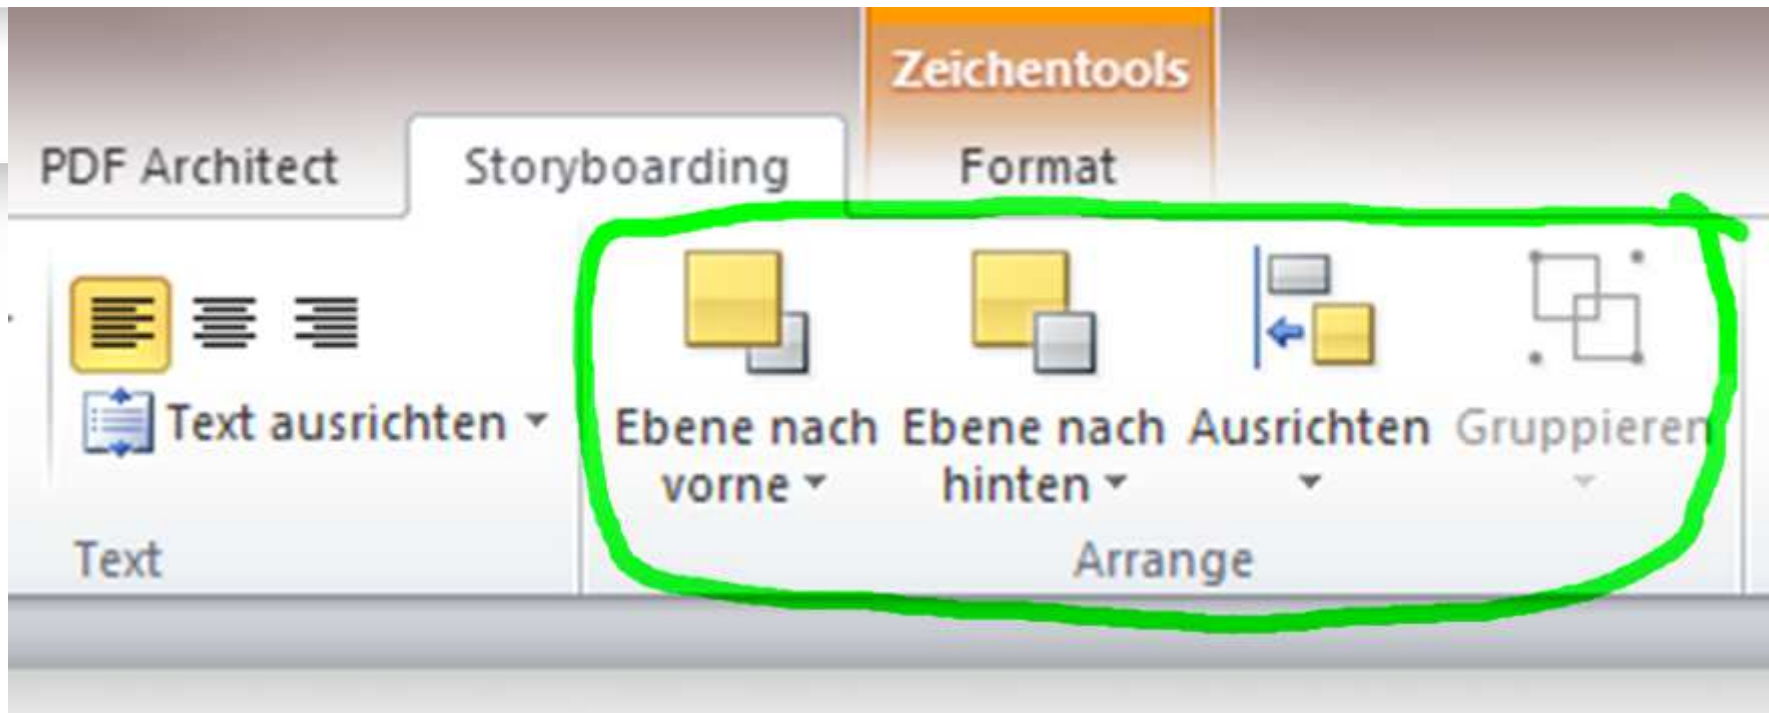 Zeichentools
PDF Architect
Storyboarding
Format
Text ausrichten
Ebene nach
vorne
Ebene nach
hinten
Ausrichten
Gruppieren
Text
Arrange